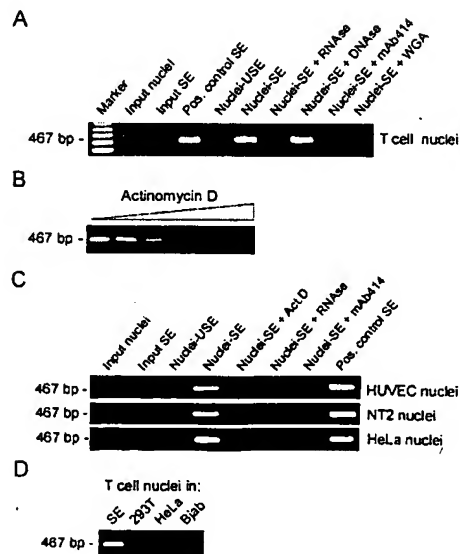 A
Marker
Input nuclei
Input SE
Pos. control SE
Nuclei-USE
Nuclei-SE
Nuclei-SE + RNAse
Nuclei-SE + DNAse
Nuclei-SE + mAb414
Nuclei-SE + WGA
467 bp - T cell nuclei
B
Actinomycin D
467 bp -
C
Input nuclei
Input SE
Nuclei-USE
Nuclei-SE
Nuclei-SE + Act D
Nuclei-SE + RNAse
Nuclei-SE + mAb414
Pos. control SE
467 bp - HUVEC nuclei
467 bp - NT2 nuclei
467 bp - HeLa nuclei
D
T cell nuclei in:
SE
293T
HeLa
Bjab
467 bp -